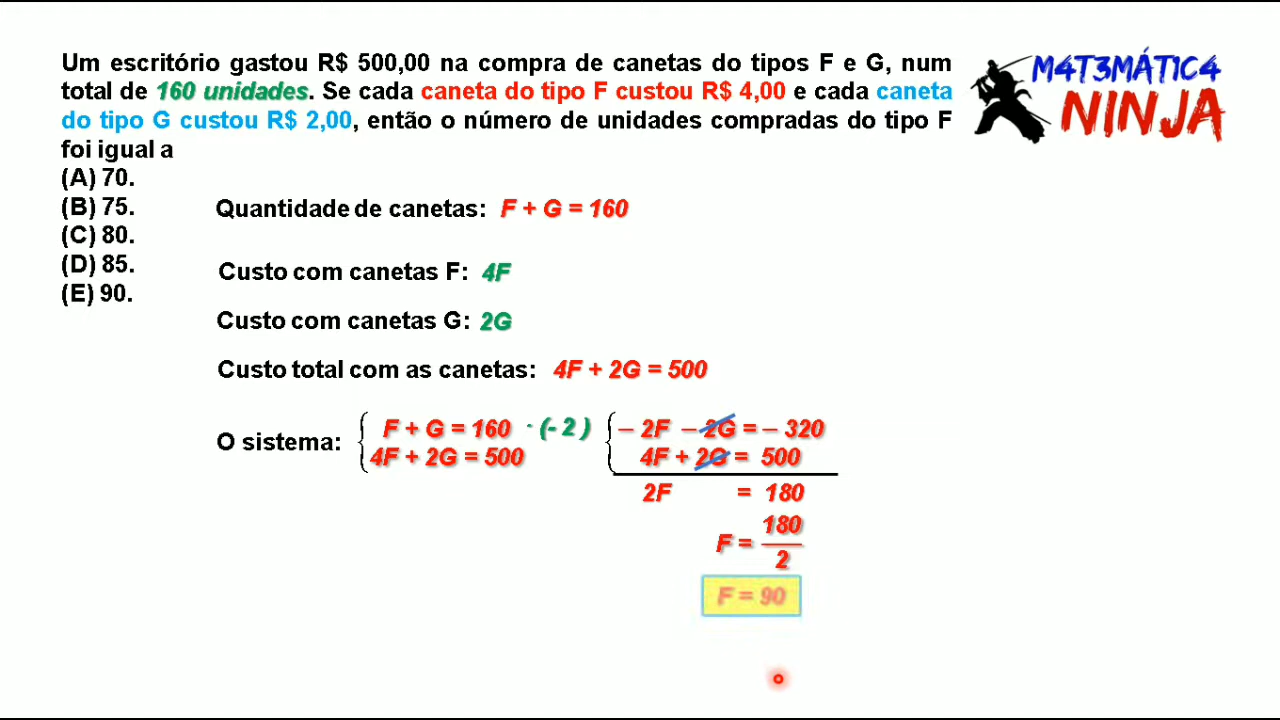 Um escritório gastou R$ 500,00 na compra de canetas do tipos F e G, num
total de 160 unidades. Se cada caneta do tipo F custou R$ 4,00 e cada caneta
do tipo G custou R$ 2,00, então o número de unidades compradas do tipo F
foi igual a
(A) 70.
(B) 75.
(C) 80.
(D) 85.
(E) 90.
M4T3MÁTIC4
NINJA
Quantidade de canetas: F + G = 160
Custo com canetas F: 4F
Custo com canetas G: 2G
Custo total com as canetas: 4F + 2G = 500
O sistema:
F + G = 160 · (- 2 )
4F + 2G = 500
– 2F – 2G = – 320
4F + 2G = 500
2F = 180
F = 180/2
F = 90